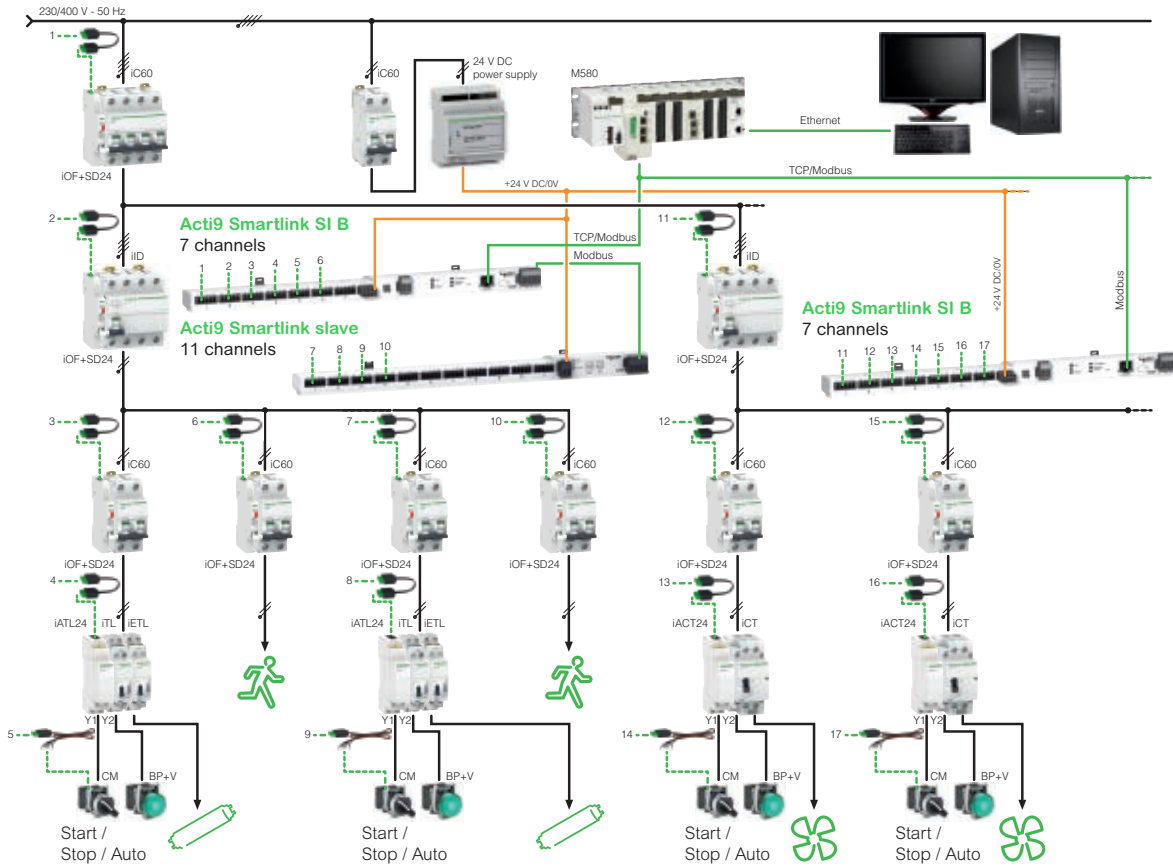 230/400 V - 50 Hz
1
iC60
iC60
24 V DC
power supply
M580
Ethernet
iOF+SD24
+24 V DC/0V
TCP/Modbus
2
Acti9 Smartlink SI B
7 channels
11
iID
TCP/Modbus
Modbus
iID
1 2 3 4 5 6
+24 V DC/0V
Modbus
Acti9 Smartlink SI B
7 channels
Acti9 Smartlink slave
11 channels
iOF+SD24
iOF+SD24
7 8 9 10
11 12 13 14 15 16 17
3 6 7 10 12 15
iC60 iC60 iC60 iC60 iC60 iC60
iOF+SD24 iOF+SD24 iOF+SD24 iOF+SD24 iOF+SD24 iOF+SD24
4 8 13 16
iATL24 iTL iETL iATL24 iTL iETL iACT24 iCT iACT24 iCT
Y1 Y2 Y1 Y2 Y1 Y2 Y1 Y2
5 9 14 17
CM BP+V CM BP+V CM BP+V CM BP+V
Start / Start / Start / Start /
Stop / Auto Stop / Auto Stop / Auto Stop / Auto